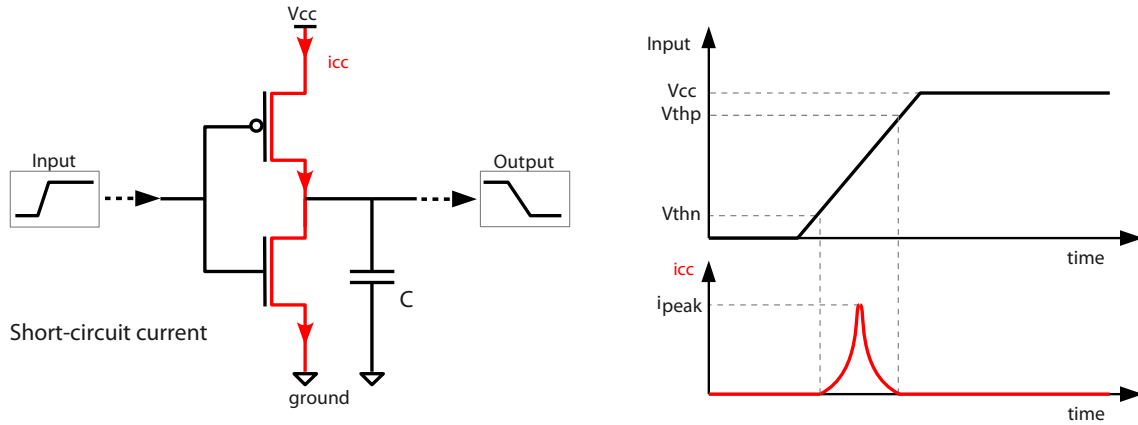 Vcc
icc
Input
Output
C
Short-circuit current
ground
Input
Vcc
Vthp
Vthn
time
icc
ipeak
time